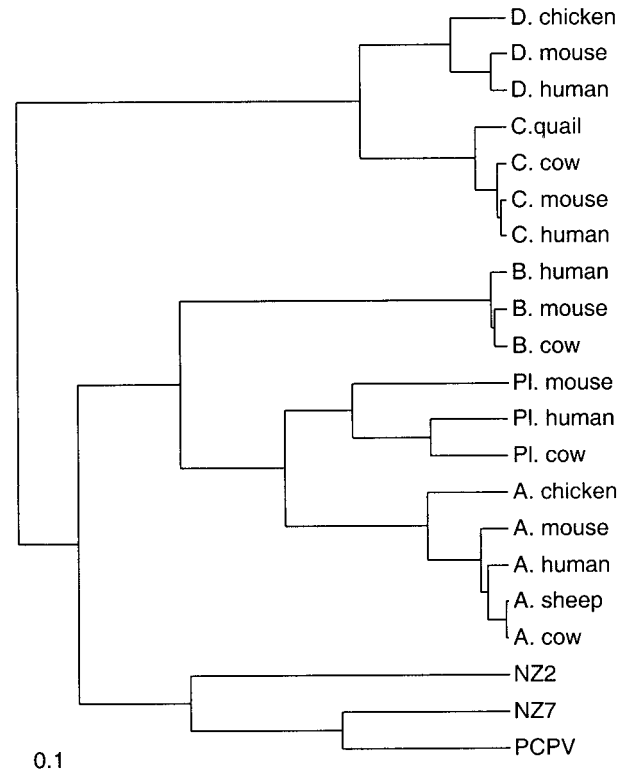 D. chicken
D. mouse
D. human
C.quail
C. cow
C. mouse
C. human
B. human
B. mouse
B. cow
Pl. mouse
Pl. human
Pl. cow
A. chicken
A. mouse
A. human
A. sheep
A. cow
NZ2
NZ7
PCPV
0.1